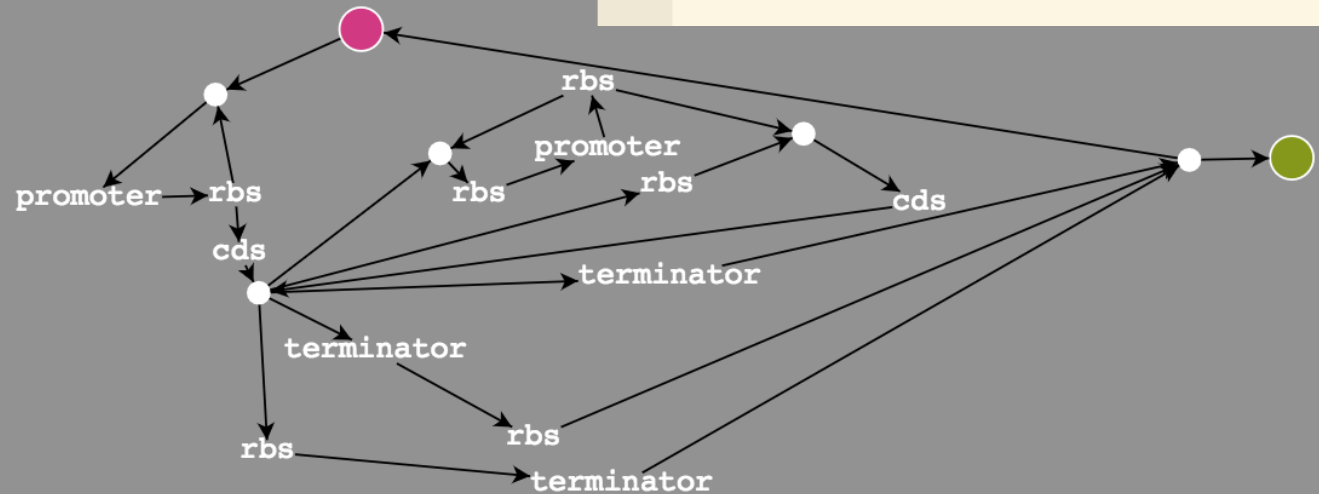 rbs
promoter
rbs
rbs
promoter
rbs
cds
cds
terminator
terminator
rbs
rbs
terminator